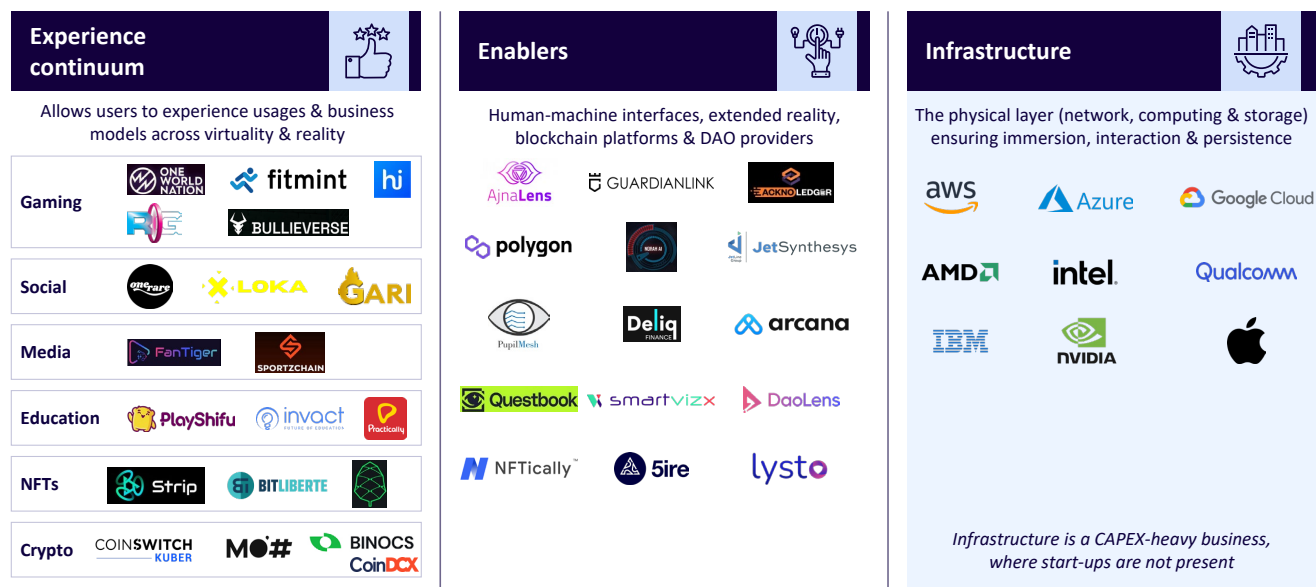 Experience
continuum
Allows users to experience usages & business
models across virtuality & reality
Gaming
ONE
WORLD
NATION
fitmint
hi
BULLIEVERSE
Social
onerare
LOKA
GARI
Media
FanTiger
SPORTZCHAIN
Education
PlayShifu
invact
FUTURE OF EDUCATION
Practically
NFTs
Strip
BITLIBERTE
Crypto
COINSWITCH
KUBER
BINOCS
CoinDCX
Enablers
Human-machine interfaces, extended reality,
blockchain platforms & DAO providers
AjnaLens
GUARDIANLINK
EACKNOLEDGER
polygon
NORAH AI
JetSynthesys
PupilMesh
Deliq
FINANCE
arcana
Questbook
smartvizx
DaoLens
NFTically™
5ire
lysto
Infrastructure
The physical layer (network, computing & storage)
ensuring immersion, interaction & persistence
aws
Azure
Google Cloud
AMD
intel.
Qualcomm
IBM
NVIDIA
Infrastructure is a CAPEX-heavy business,
where start-ups are not present